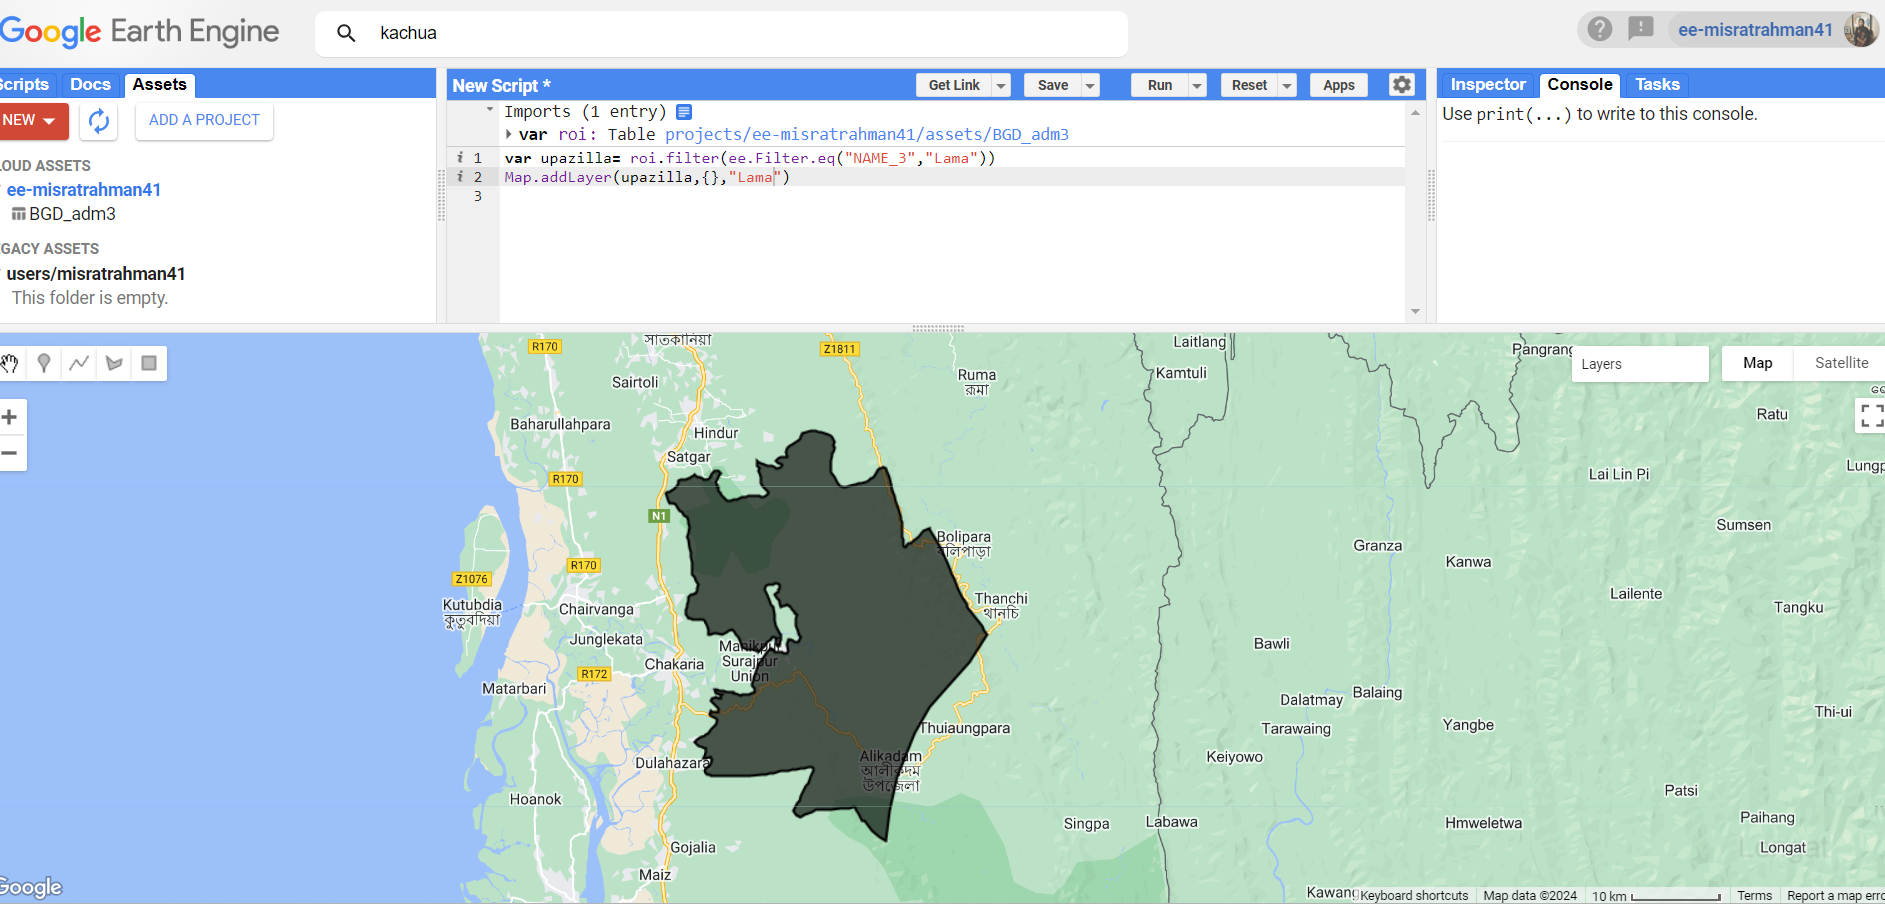 Google Earth Engine
kachua
ee-misratrahman41
Scripts Docs Assets
NEW
ADD A PROJECT
LOUD ASSETS
ee-misratrahman41
BGD_adm3
GACY ASSETS
users/misratrahman41
This folder is empty.
New Script *
Get Link
Save
Run
Reset
Apps
Imports (1 entry)
var roi: Table projects/ee-misratrahman41/assets/BGD_adm3
i 1 var upazilla= roi.filter(ee.Filter.eq("NAME_3","Lama"))
i 2 Map.addLayer(upazilla,{},"Lama")
3
Inspector Console Tasks
Use print(...) to write to this console.
Layers
Map
Satellite
R170
সাতকানিয়া
Z1811
Laitlang
Pangrang
Sairtoli
Ruma
রুমা
Kamtuli
Ratu
Baharullahpara
Hindur
Satgar
Lai Lin Pi
Lungp
R170
N1
Sumsen
Bolipara
বলিপাড়া
Granza
Kanwa
R170
Z1076
Kutubdia
কুতুবদিয়া
Chairvanga
Thanchi
থানচি
Lailente
Tangku
Junglekata
Manikpur
Surajpur
Union
Bawli
Chakaria
R172
Matarbari
Dalatmay
Balaing
Thi-ui
Thuiaungpara
Tarawaing
Yangbe
Dulahazara
Alikadam
আলীকদম
উপজেলা
Keiyowo
Hoanok
Patsi
Singpa
Labawa
Hmweletwa
Paihang
Gojalia
Longat
Maiz
Google
Kawang
Keyboard shortcuts
Map data ©2024
10 km
Terms
Report a map erro